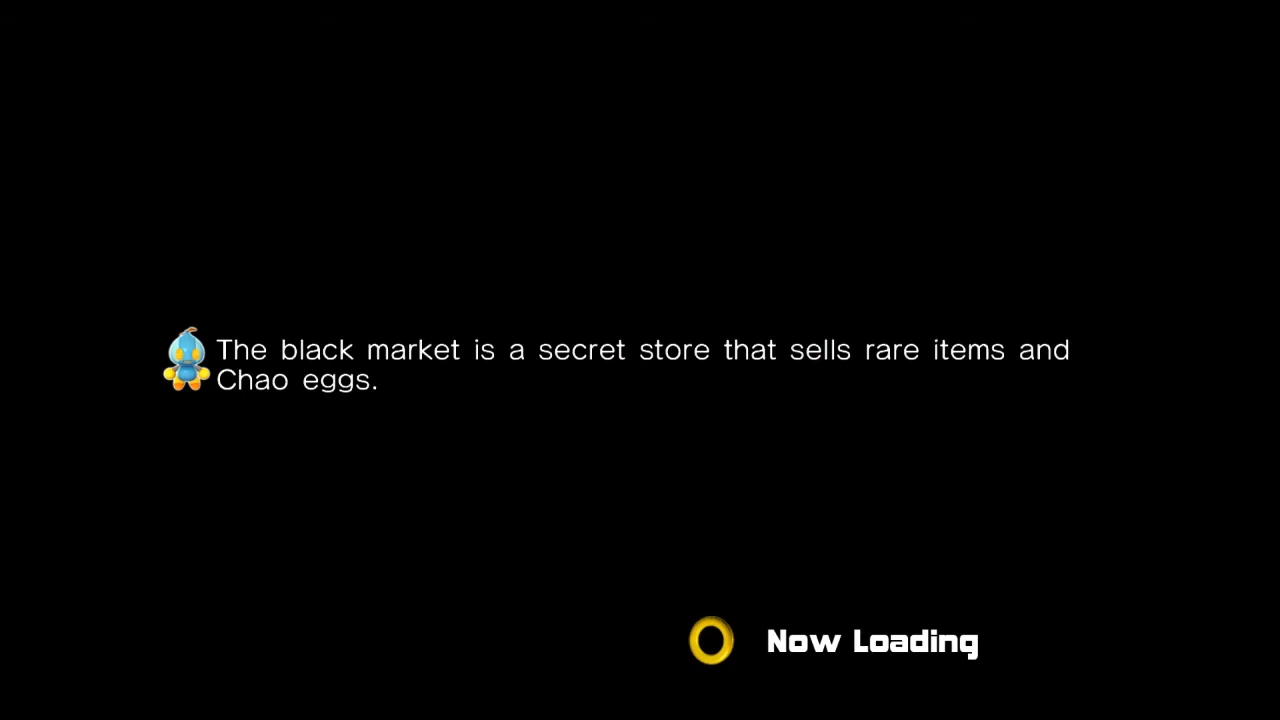 The black market is a secret store that sells rare items and
Chao eggs.
Now Loading